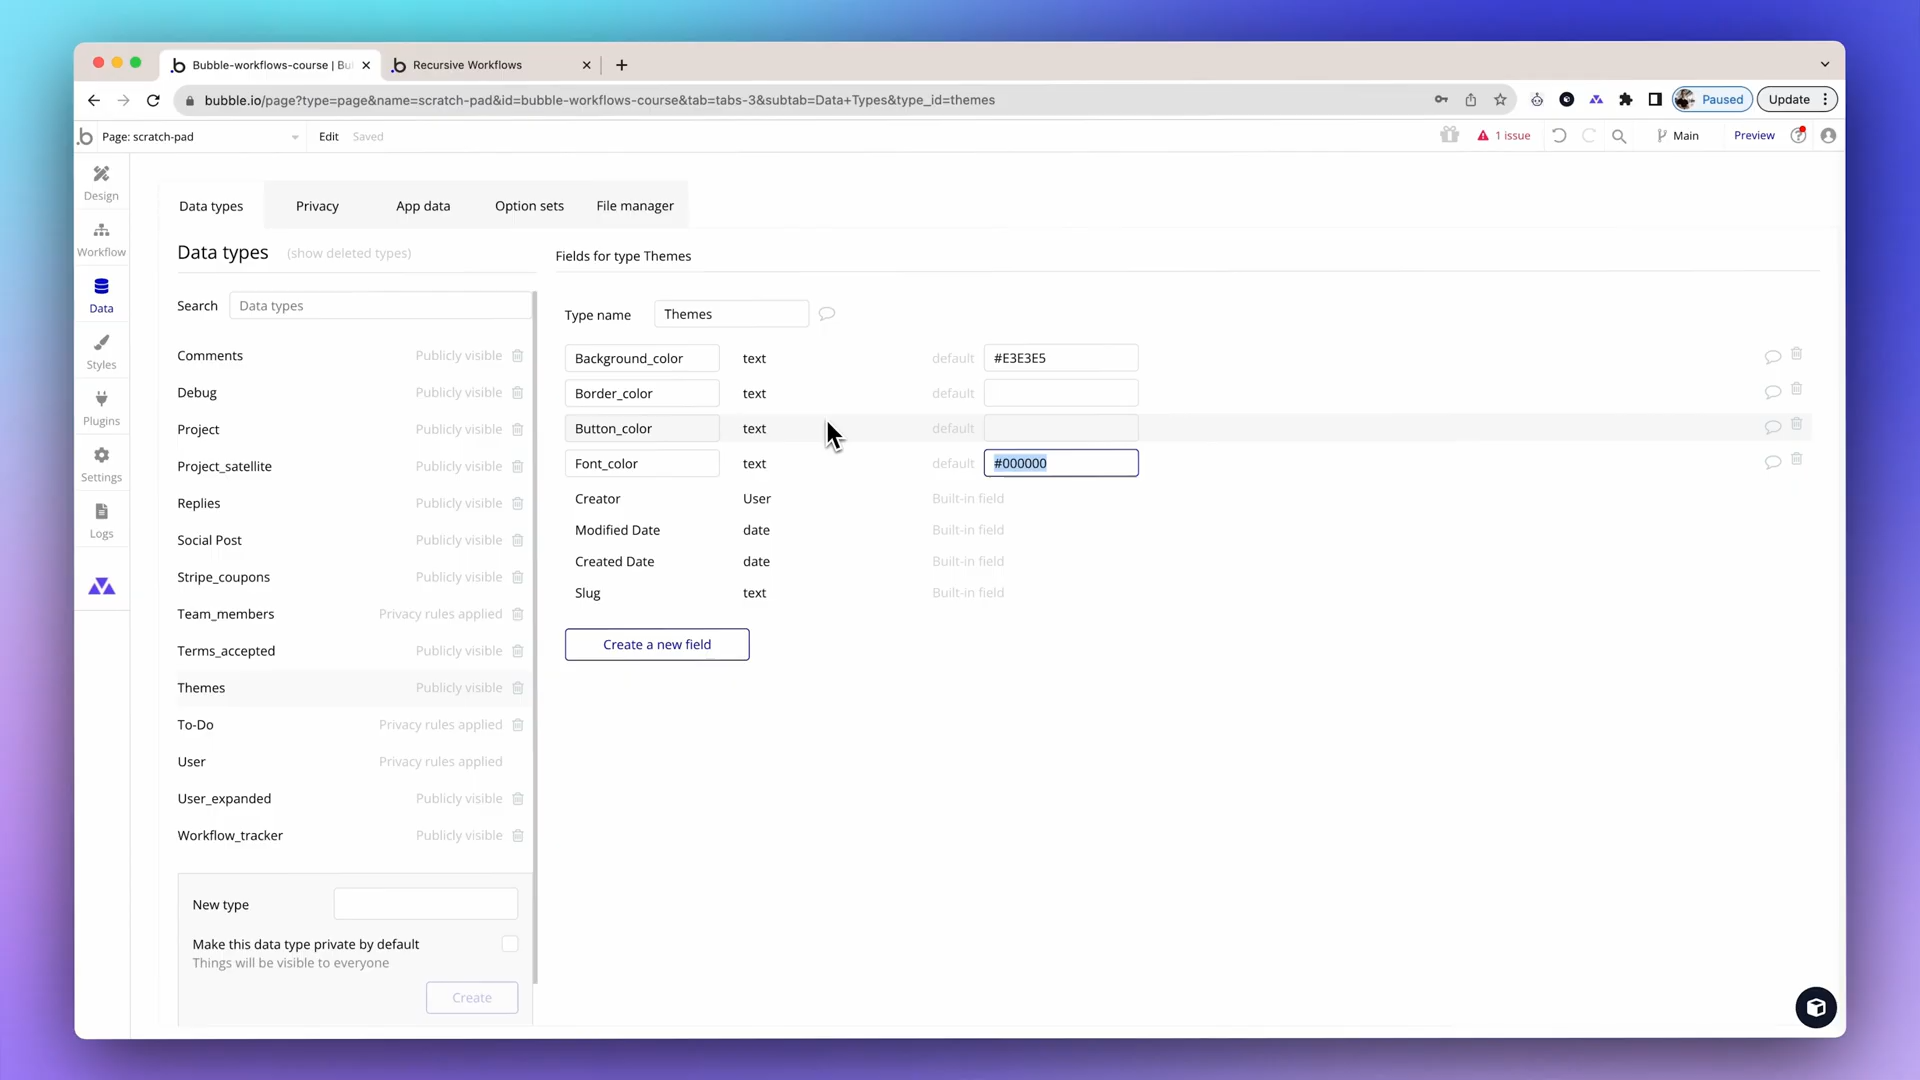 Bubble-workflows-course | Bu
Recursive Workflows
bubble.io/page?type=page&name=scratch-pad&id=bubble-workflows-course&tab=tabs-3&subtab=Data+Types&type_id=themes
Paused
Update
Page: scratch-pad
Edit
Saved
1 issue
Main
Preview
Design
Workflow
Data
Styles
Plugins
Settings
Logs
Data types
Privacy
App data
Option sets
File manager
Data types
(show deleted types)
Search
Data types
Comments Publicly visible
Debug Publicly visible
Project Publicly visible
Project_satellite Publicly visible
Replies Publicly visible
Social Post Publicly visible
Stripe_coupons Publicly visible
Team_members Privacy rules applied
Terms_accepted Publicly visible
Themes Publicly visible
To-Do Privacy rules applied
User Privacy rules applied
User_expanded Publicly visible
Workflow_tracker Publicly visible
New type
Make this data type private by default
Things will be visible to everyone
Create
Fields for type Themes
Type name Themes
Background_color text default #E3E3E5
Border_color text default
Button_color text default
Font_color text default #000000
Creator User Built-in field
Modified Date date Built-in field
Created Date date Built-in field
Slug text Built-in field
Create a new field